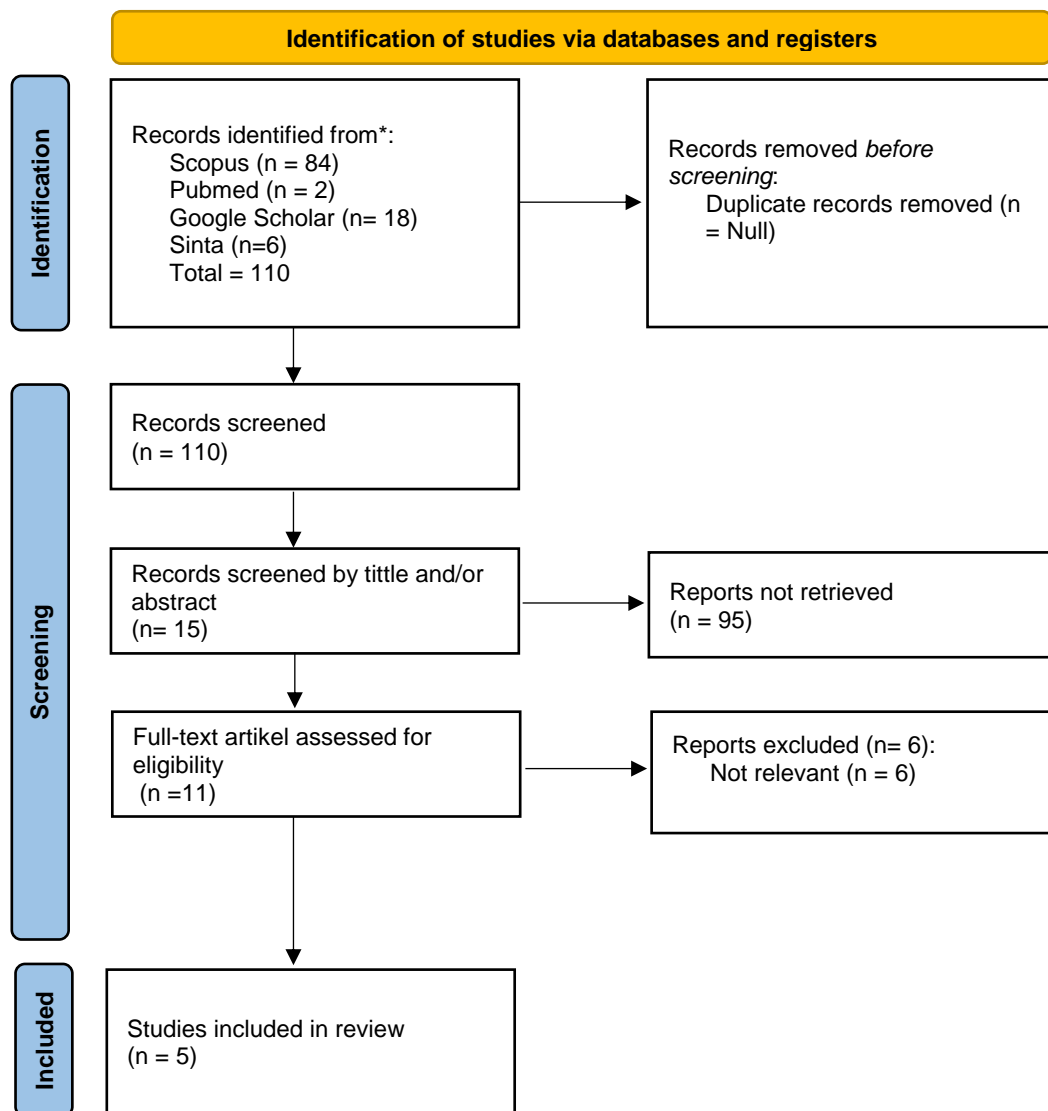 Identification of studies via databases and registers
Identification
Records identified from*:
Scopus (n = 84)
Pubmed (n = 2)
Google Scholar (n= 18)
Sinta (n=6)
Total = 110
Records removed before
screening:
Duplicate records removed (n
= Null)
Screening
Records screened
(n = 110)
Records screened by tittle and/or
abstract
(n= 15)
Reports not retrieved
(n = 95)
Full-text artikel assessed for
eligibility
(n =11)
Reports excluded (n= 6):
Not relevant (n = 6)
Included
Studies included in review
(n = 5)